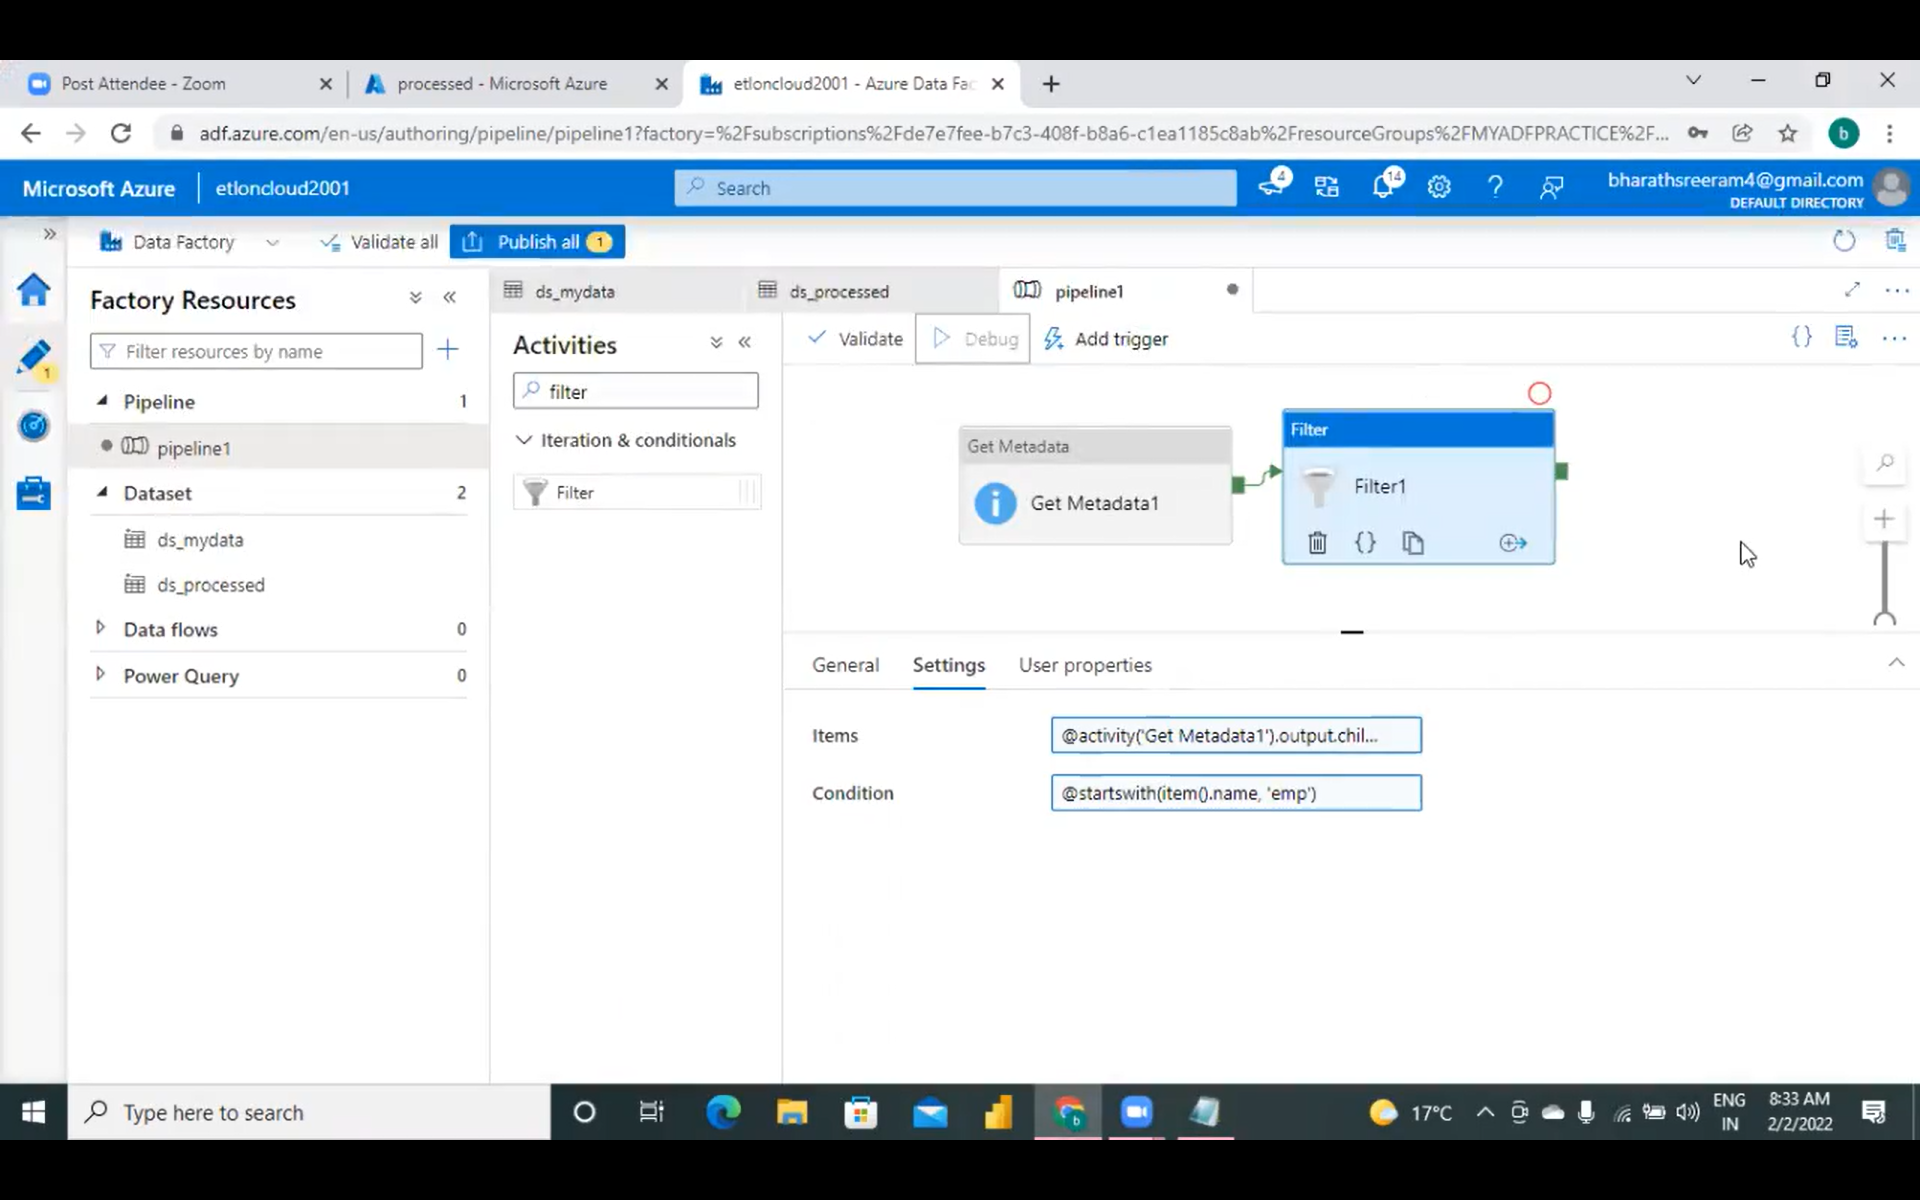 Post Attendee - Zoom
processed - Microsoft Azure
etloncloud2001 - Azure Data Fac
adf.azure.com/en-us/authoring/pipeline/pipeline1?factory=%2Fsubscriptions%2Fde7e7fee-b7c3-408f-b8a6-c1ea1185c8ab%2FresourceGroups%2FMYADFPRACTICE%2F...
b
Microsoft Azure
etloncloud2001
Search
4
14
bharathsreeram4@gmail.com
DEFAULT DIRECTORY
Data Factory
Validate all
Publish all 1
Factory Resources
Filter resources by name
1
Pipeline 1
pipeline1
Dataset 2
ds_mydata
ds_processed
Data flows 0
Power Query 0
ds_mydata
ds_processed
pipeline1
Activities
filter
Iteration & conditionals
Filter
Validate
Debug
Add trigger
Get Metadata
Get Metadata1
Filter
Filter1
General
Settings
User properties
Items
@activity('Get Metadata1').output.chil...
Condition
@startswith(item().name, 'emp')
Type here to search
b
17°C
ENG
IN
8:33 AM
2/2/2022